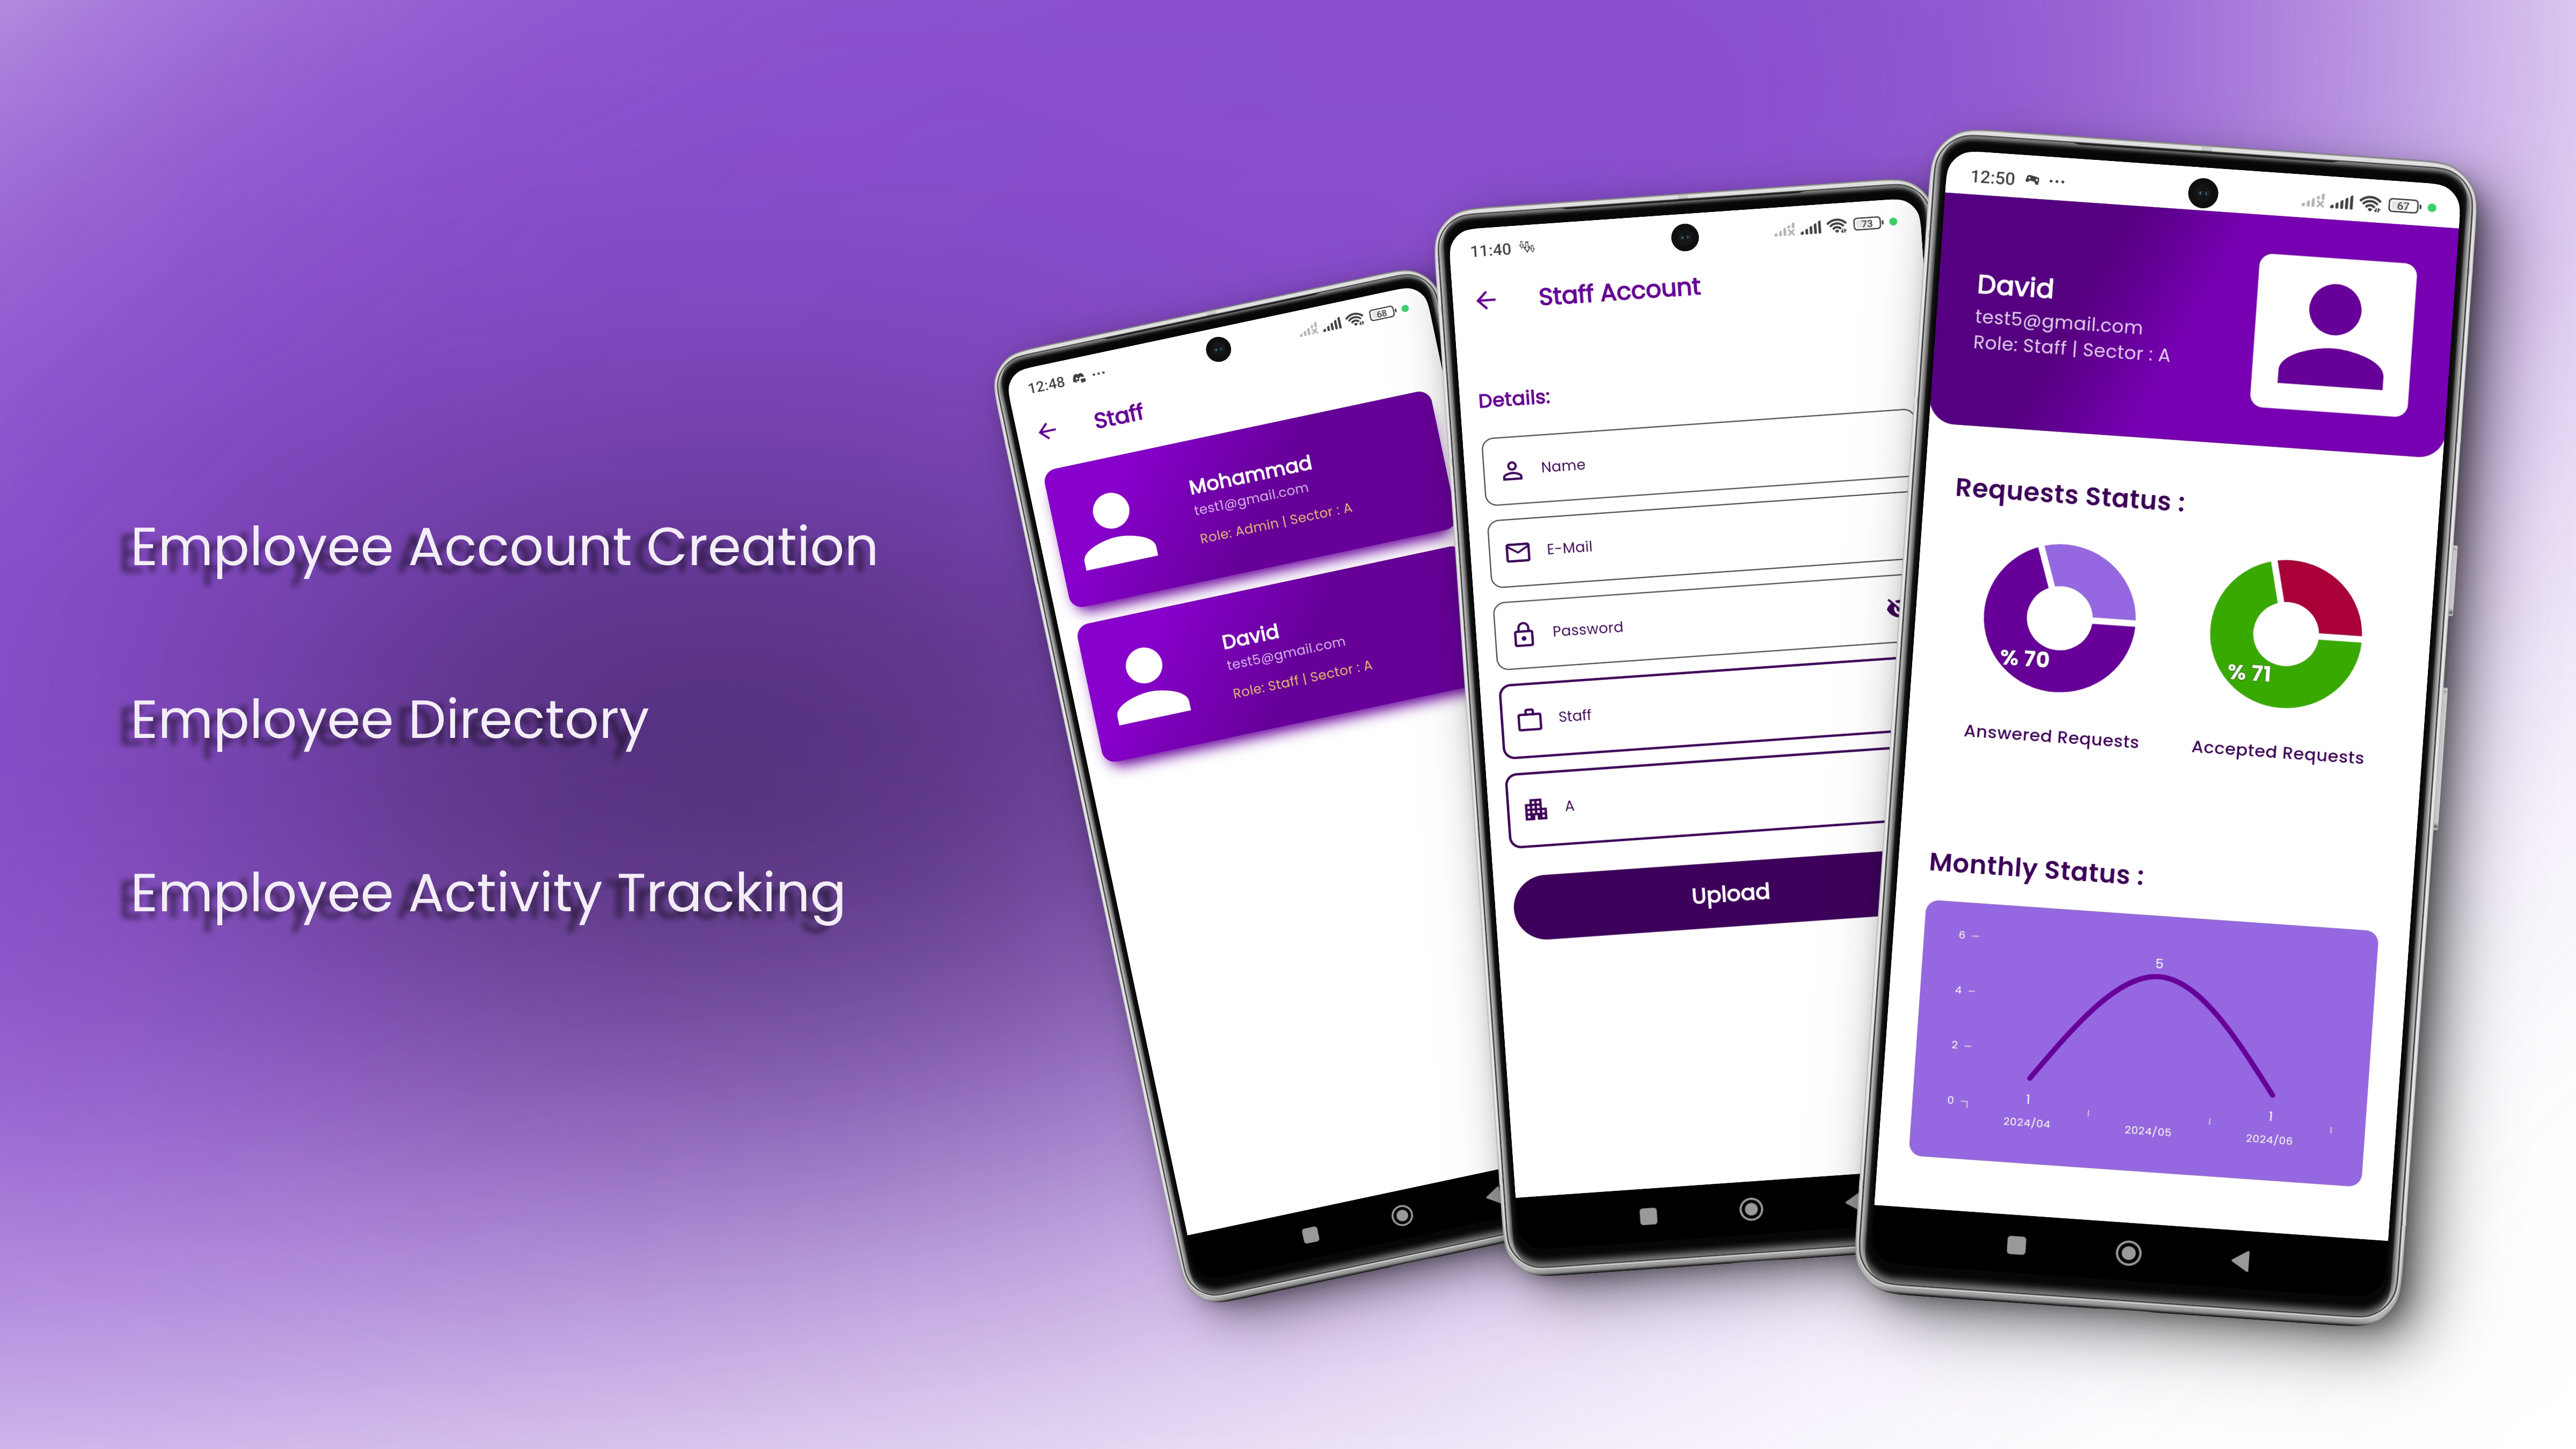 Employee Account Creation
Employee Directory
Employee Activity Tracking
12:48
68
Staff
Mohammad
test1@gmail.com
Role: Admin | Sector : A
David
test5@gmail.com
Role: Staff | Sector : A
11:40
73
Staff Account
Details:
Name
E-Mail
Password
Staff
A
Upload
12:50
67
David
test5@gmail.com
Role: Staff | Sector : A
Requests Status :
% 70
% 71
Answered Requests
Accepted Requests
Monthly Status :
6
5
4
2
0
1
1
2024/04
2024/05
2024/06